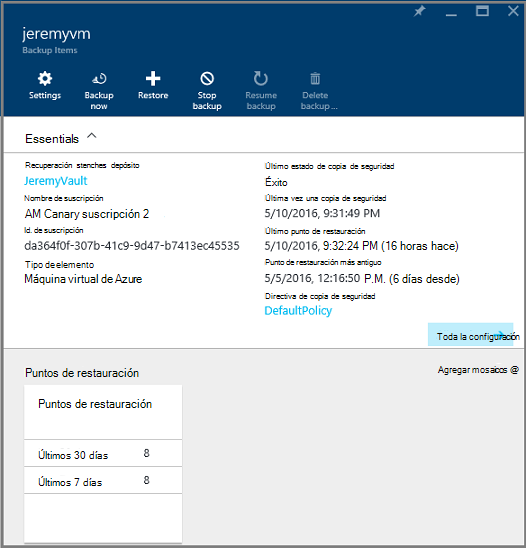 jeremyvm
Backup Items
Settings
Backup now
Restore
Stop backup
Resume backup
Delete backup ...
Essentials
Recuperación stenches depósito
JeremyVault
Nombre de suscripción
AM Canary suscripción 2
Id. de suscripción
da364f0f-307b-41c9-9d47-b7413ec45535
Tipo de elemento
Máquina virtual de Azure
Último estado de copia de seguridad
Éxito
Última vez una copia de seguridad
5/10/2016, 9:31:49 PM
Último punto de restauración
5/10/2016, 9:32:24 PM (16 horas hace)
Punto de restauración más antiguo
5/5/2016, 12:16:50 P.M. (6 días desde)
Directiva de copia de seguridad
DefaultPolicy
Toda la configuración
Puntos de restauración
Agregar mosaicos @
Puntos de restauración
Últimos 30 días 8
Últimos 7 días 8